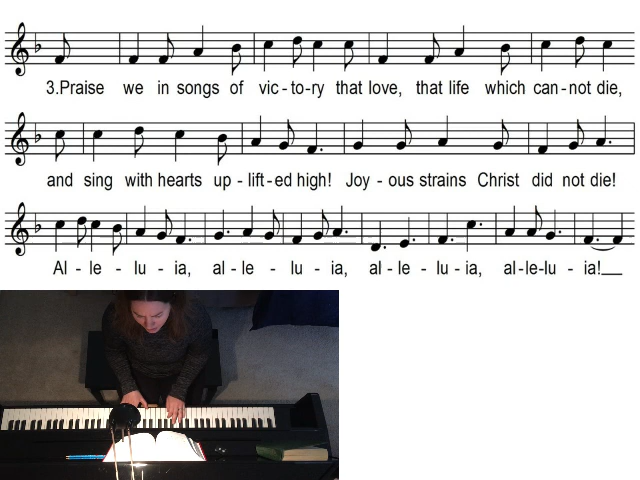 3.Praise we in songs of vic - to - ry that love, that life which can - not die,
and sing with hearts up - lift - ed high! Joy - ous strains Christ did not die!
Al - le - lu - ia, al - le - lu - ia, al - le - lu - ia, al - le - lu - ia!__